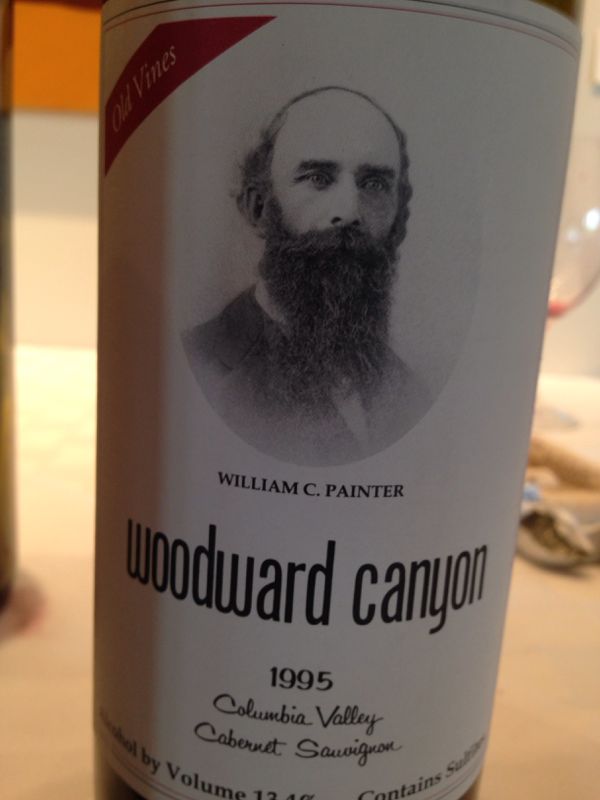 Old Vines
WILLIAM C. PAINTER
woodward canyon
1995
Columbia Valley
Cabernet Sauvignon
by Volume Contains